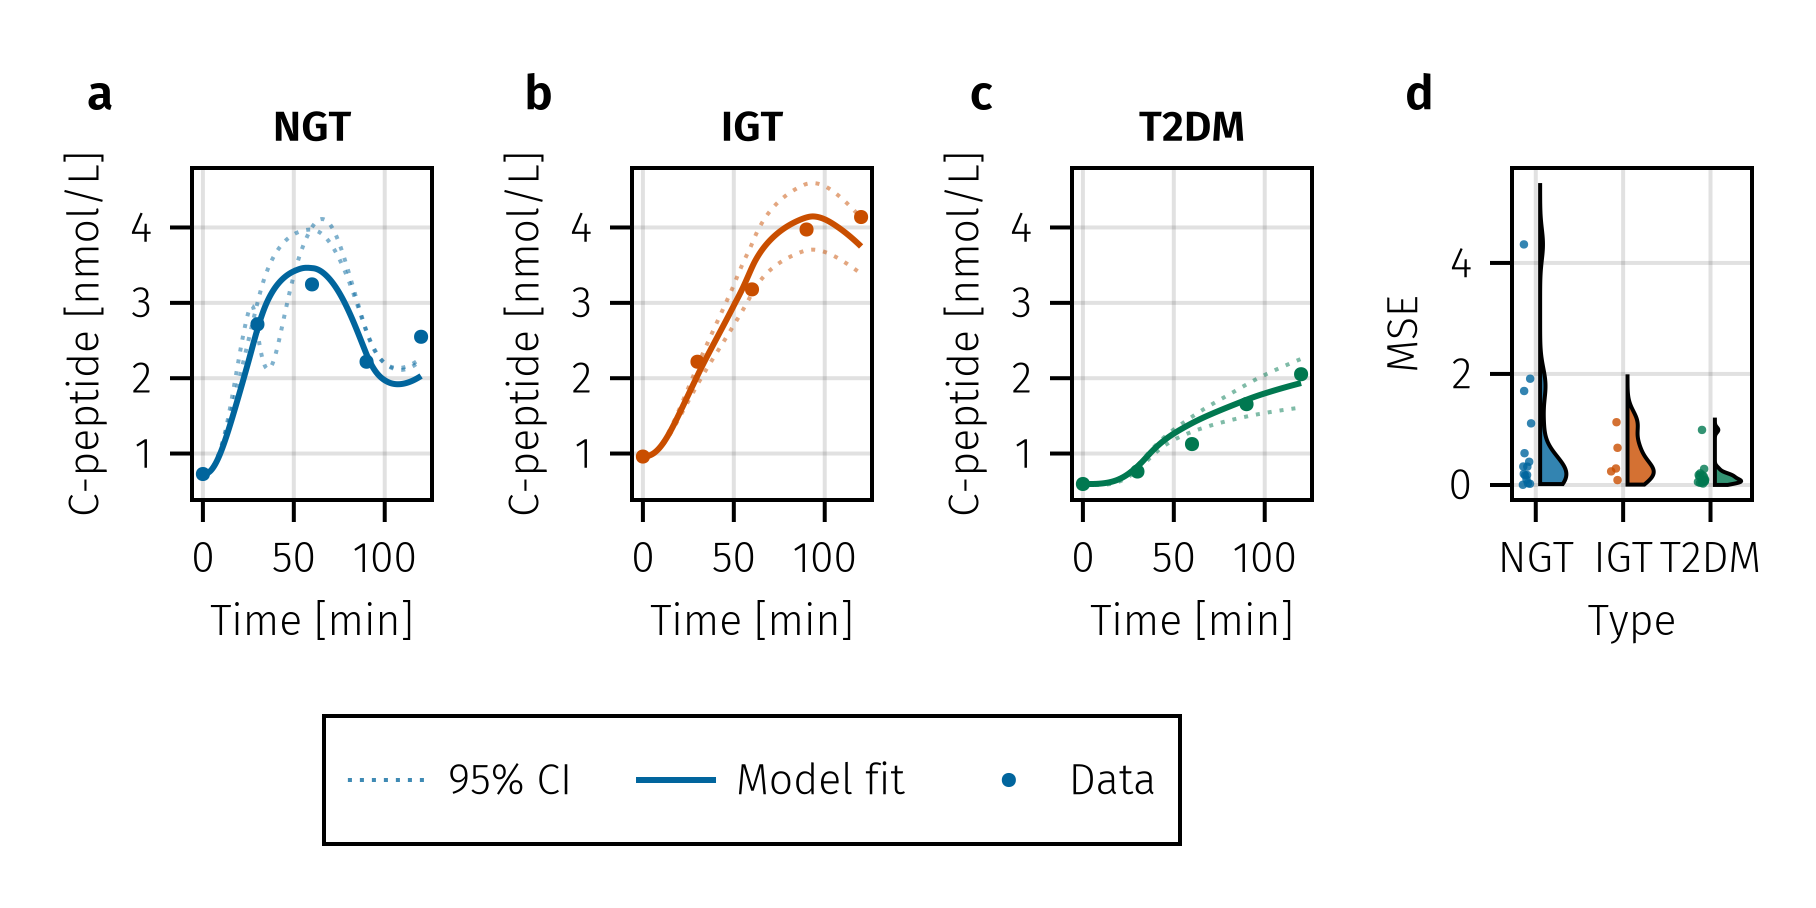 a
NGT
C-peptide [nmol/L]
4
3
2
1
0 50 100
Time [min]
b
IGT
C-peptide [nmol/L]
4
3
2
1
0 50 100
Time [min]
c
T2DM
C-peptide [nmol/L]
4
3
2
1
0 50 100
Time [min]
d
MSE
4
2
0
NGT IGT T2DM
Type
95% CI Model fit Data